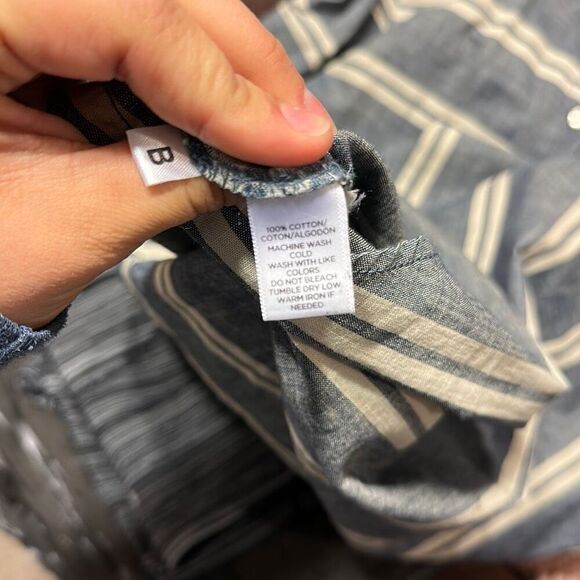 B
100% COTTON/
COTON/ALGODÓN
MACHINE WASH
COLD
WASH WITH LIKE
COLORS
DO NOT BLEACH
TUMBLE DRY LOW
WARM IRON IF
NEEDED